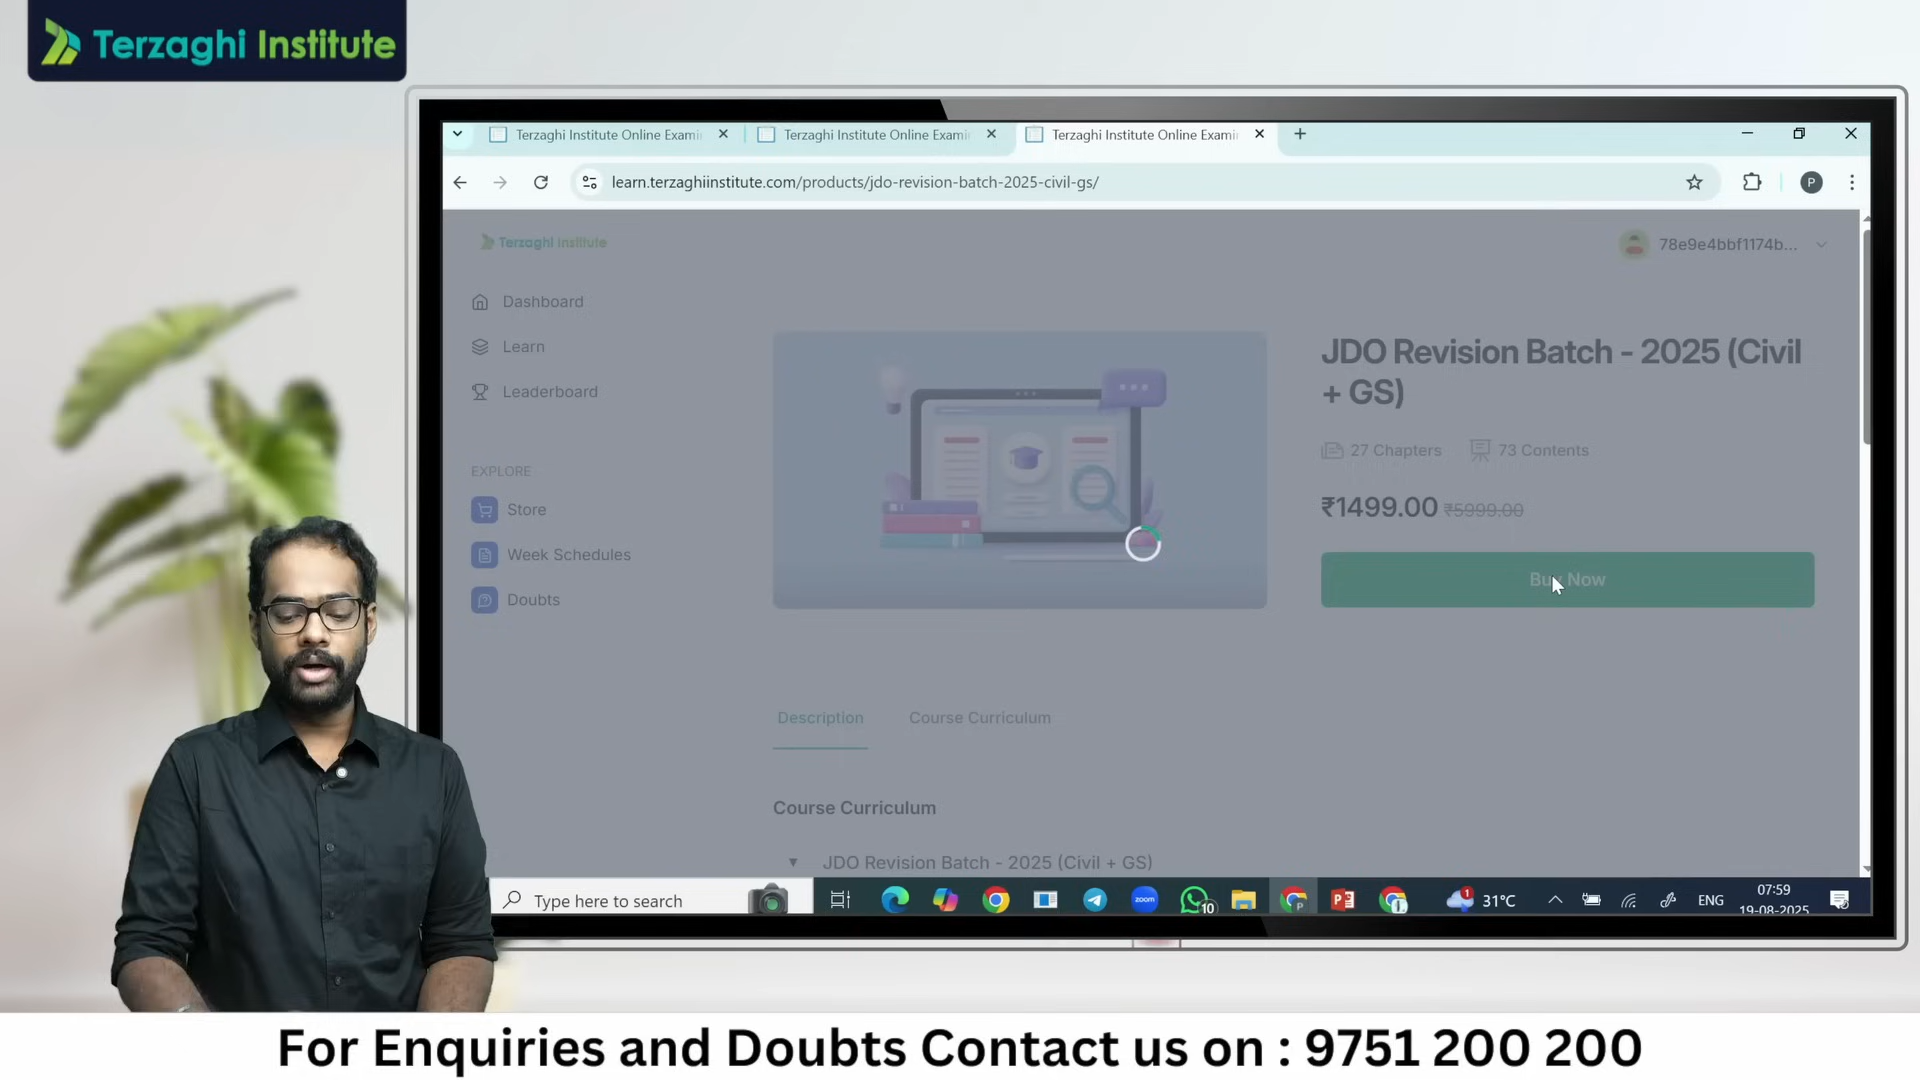 Terzaghi Institute
Terzaghi Institute Online Exami
Terzaghi Institute Online Exami
Terzaghi Institute Online Exami
learn.terzaghiinstitute.com/products/jdo-revision-batch-2025-civil-gs/
P
Terzaghi Institute
78e9e4bbf1174b...
Dashboard
Learn
Leaderboard
EXPLORE
Store
Week Schedules
Doubts
JDO Revision Batch - 2025 (Civil
+ GS)
27 Chapters
73 Contents
₹1499.00 ₹5999.00
Buy Now
Description
Course Curriculum
Course Curriculum
JDO Revision Batch - 2025 (Civil + GS)
Type here to search
zoom
10
P
L
1
31°C
ENG
07:59
19-08-2025
For Enquiries and Doubts Contact us on : 9751 200 200